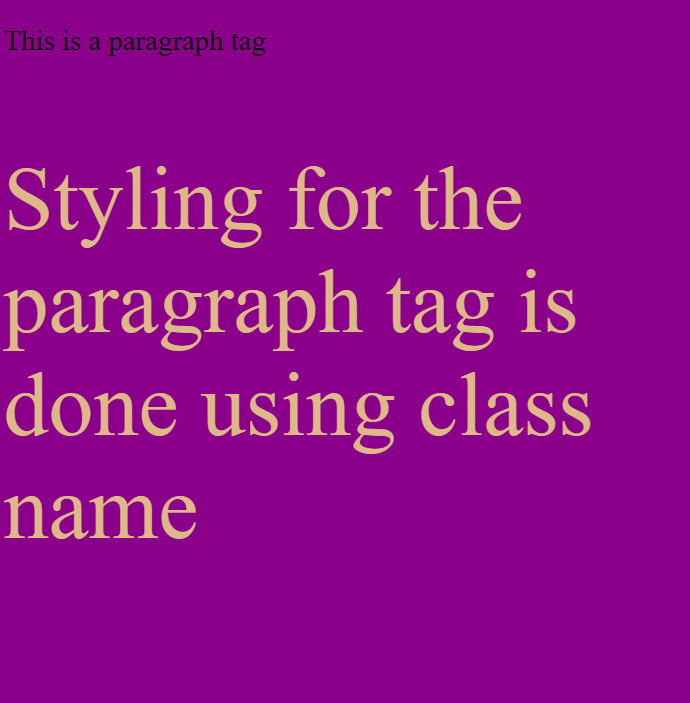 This is a paragraph tag
Styling for the
paragraph tag is
done using class
name